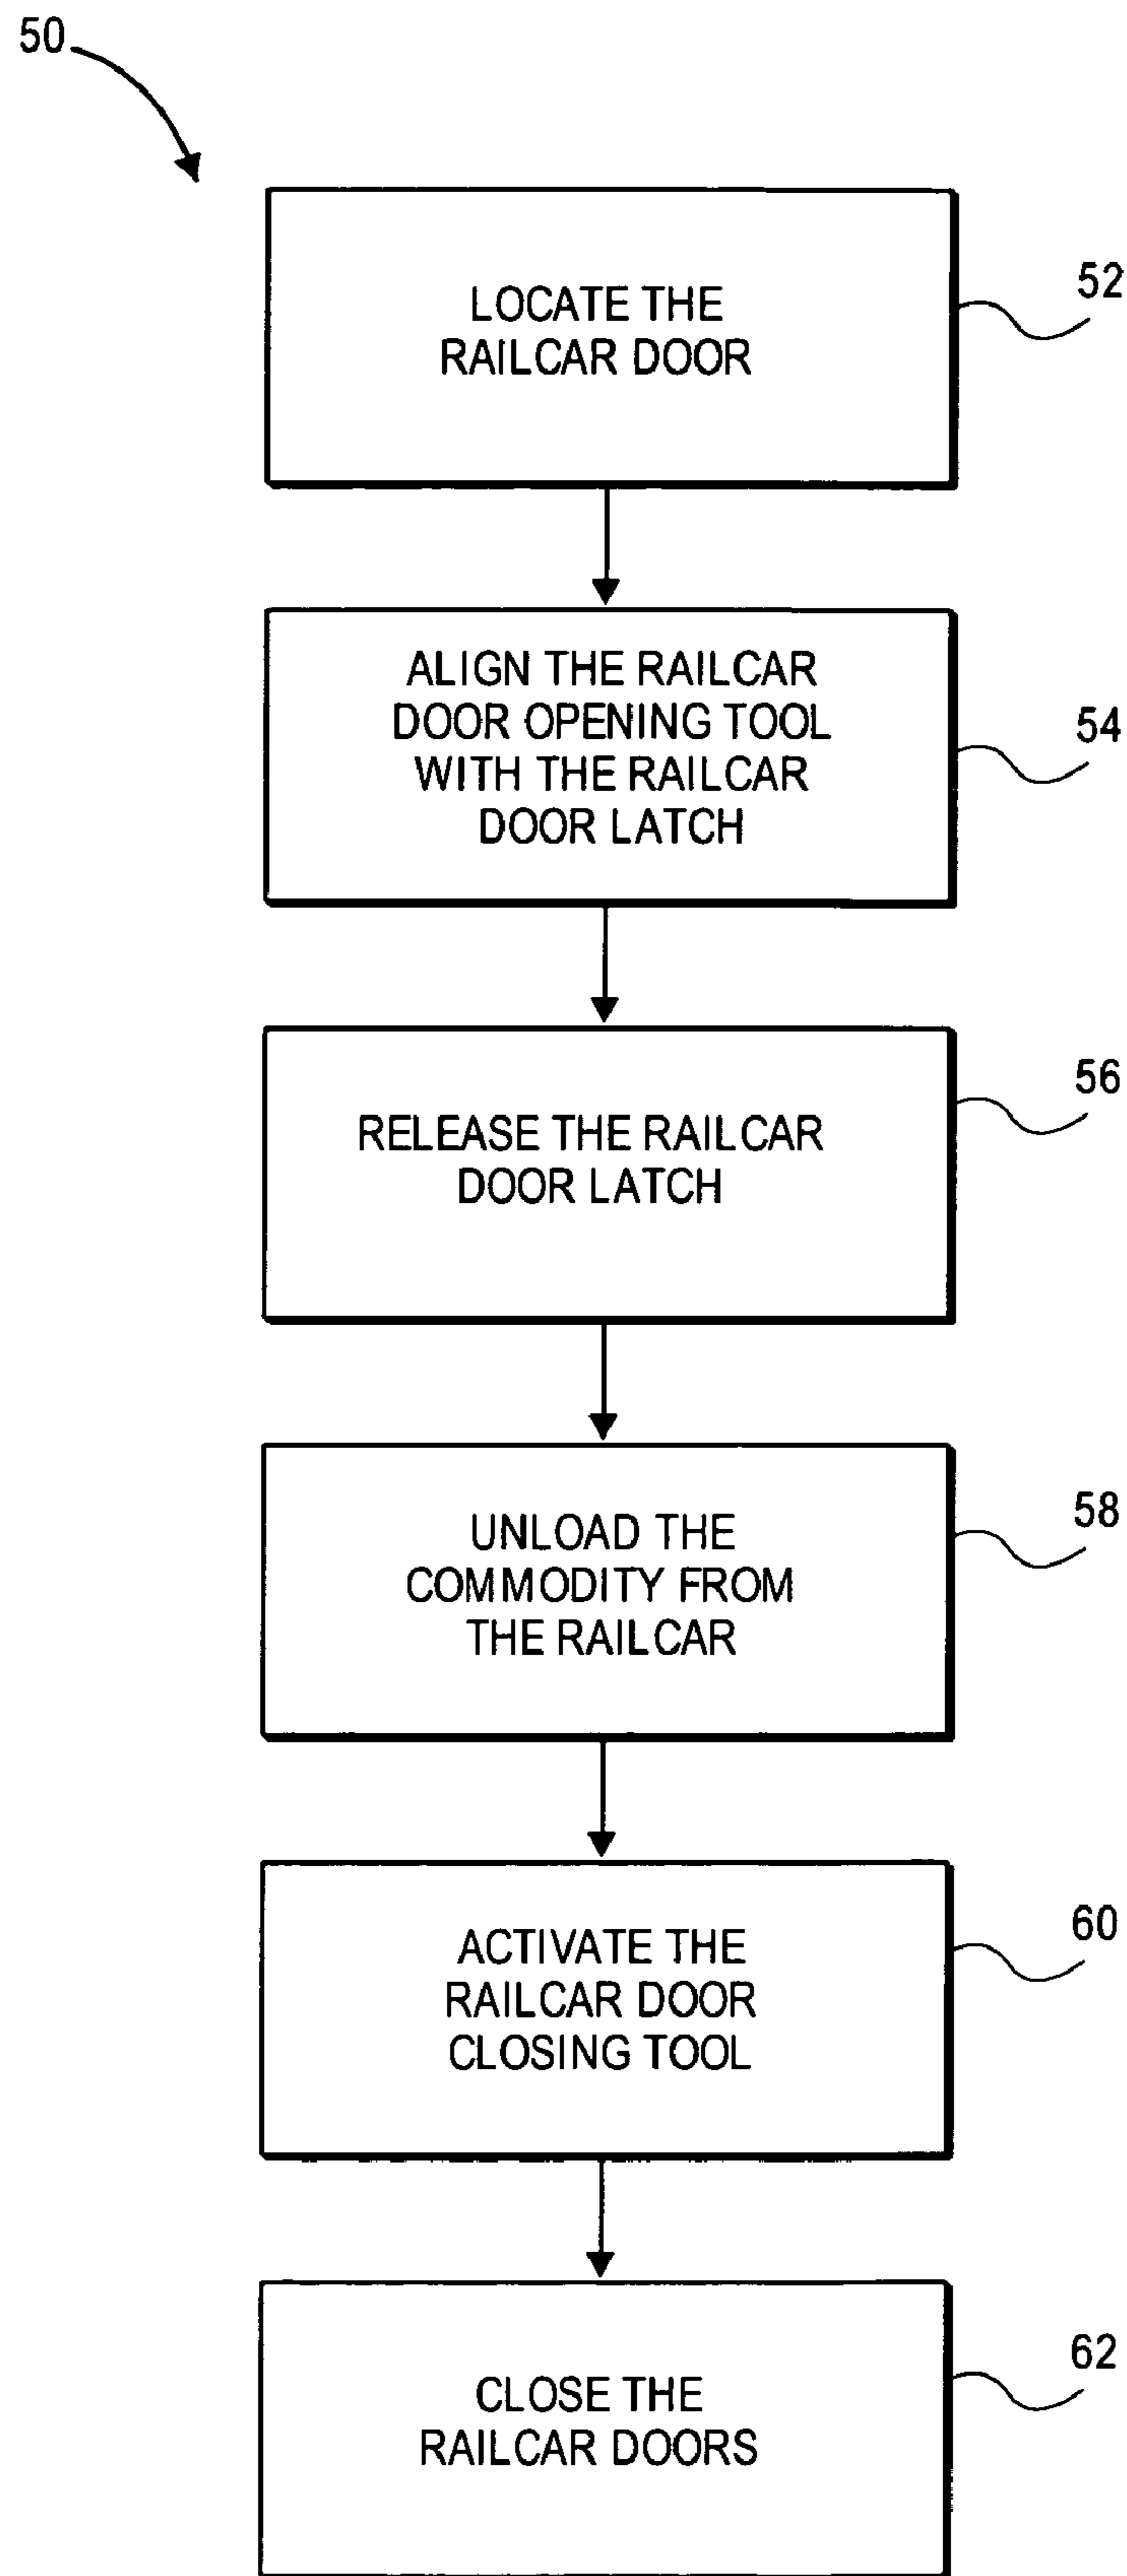 50
LOCATE THE
RAILCAR DOOR
52
ALIGN THE RAILCAR
DOOR OPENING TOOL
WITH THE RAILCAR
DOOR LATCH
54
RELEASE THE RAILCAR
DOOR LATCH
56
UNLOAD THE
COMMODITY FROM
THE RAILCAR
58
ACTIVATE THE
RAILCAR DOOR
CLOSING TOOL
60
CLOSE THE
RAILCAR DOORS
62